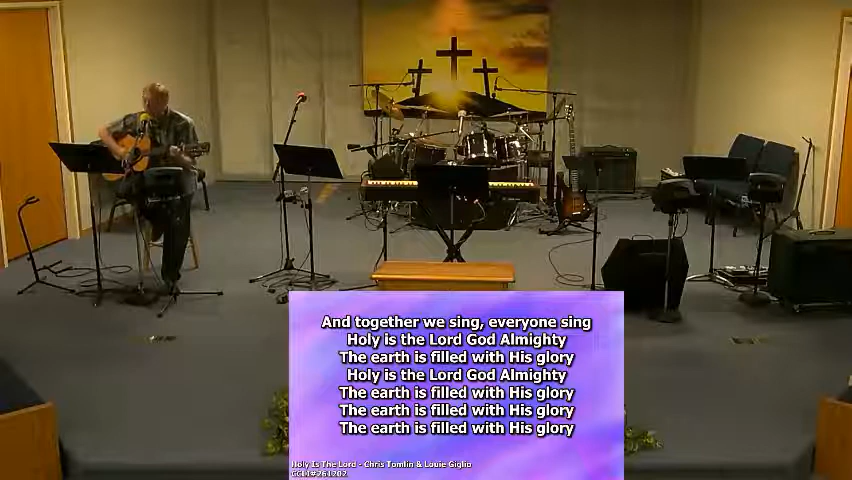 And together we sing, everyone sing
Holy is the Lord God Almighty
The earth is filled with His glory
Holy is the Lord God Almighty
The earth is filled with His glory
The earth is filled with His glory
The earth is filled with His glory
Holy Is The Lord - Chris Tomlin & Louie Giglio
CCLI#261202